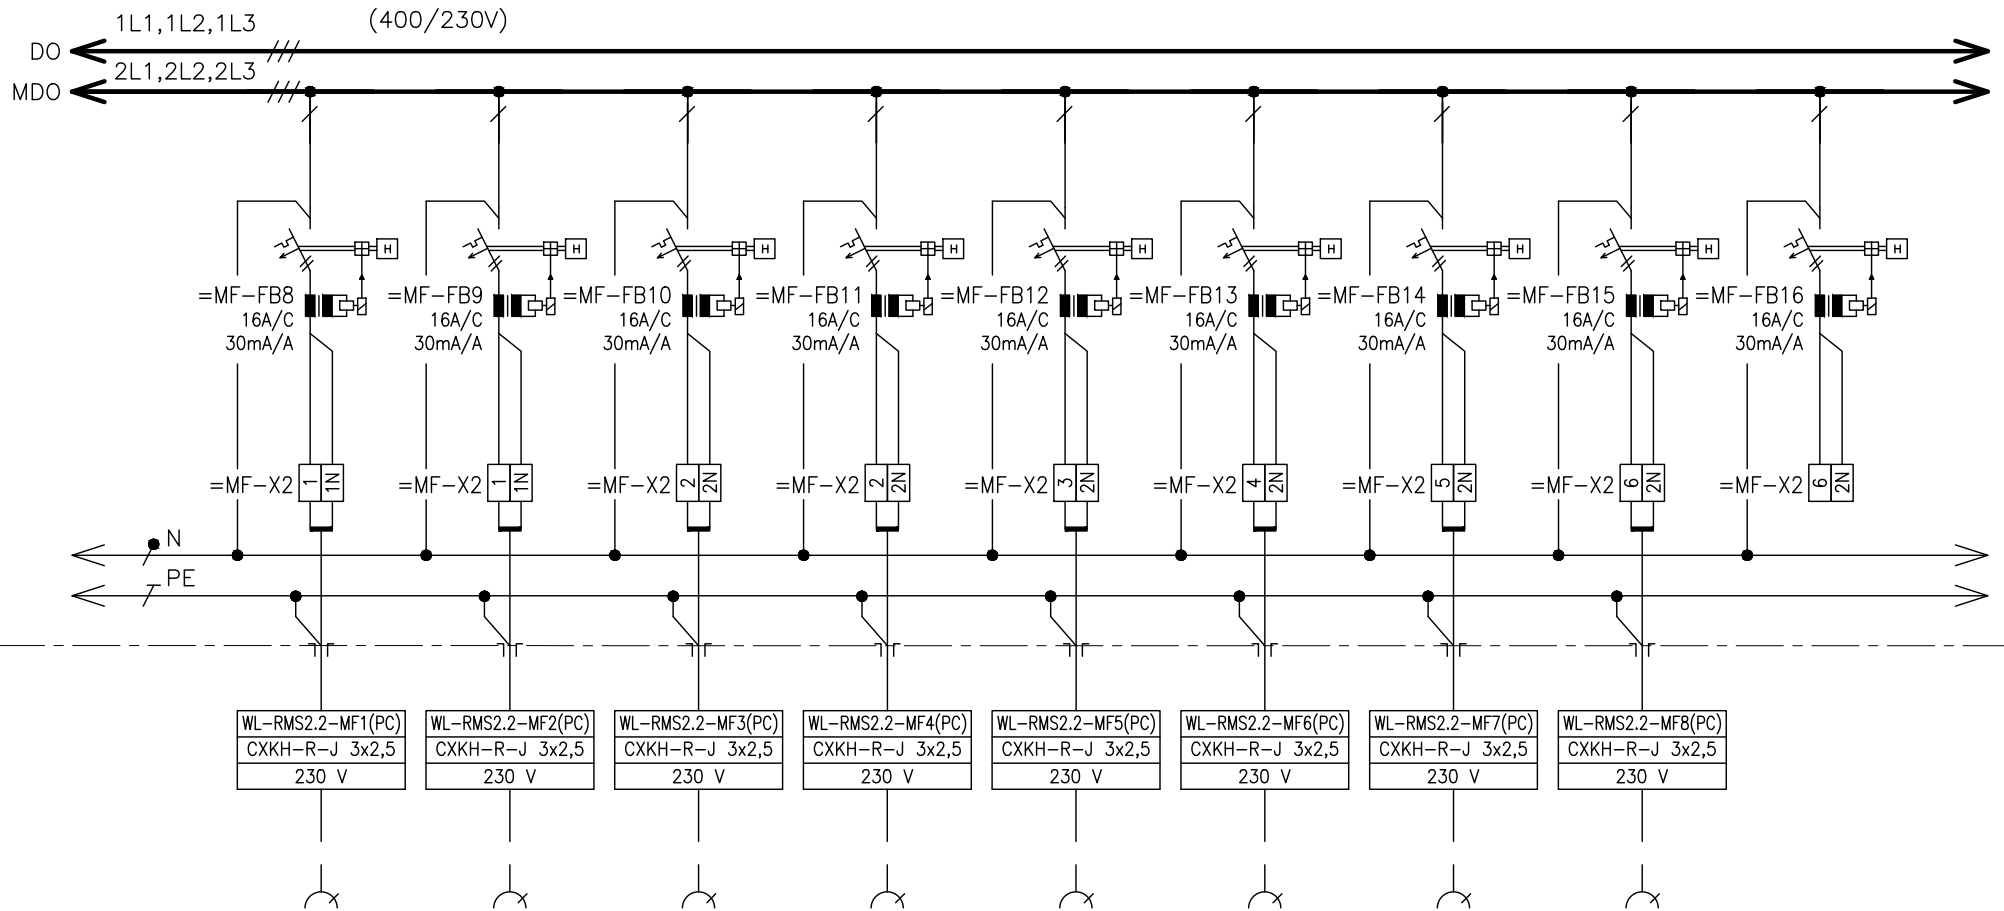 1L1,1L2,1L3 (400/230V)
DO
2L1,2L2,2L3
MDO
H H H H H H H H H
=MF-FB8 =MF-FB9 =MF-FB10 =MF-FB11 =MF-FB12 =MF-FB13 =MF-FB14 =MF-FB15 =MF-FB16
16A/C 16A/C 16A/C 16A/C 16A/C 16A/C 16A/C 16A/C 16A/C
30mA/A 30mA/A 30mA/A 30mA/A 30mA/A 30mA/A 30mA/A 30mA/A 30mA/A
=MF-X2 1 1N =MF-X2 1 1N =MF-X2 2 2N =MF-X2 2 2N =MF-X2 3 2N =MF-X2 4 2N =MF-X2 5 2N =MF-X2 6 2N =MF-X2 6 2N
N
PE
WL-RMS2.2-MF1(PC) WL-RMS2.2-MF2(PC) WL-RMS2.2-MF3(PC) WL-RMS2.2-MF4(PC) WL-RMS2.2-MF5(PC) WL-RMS2.2-MF6(PC) WL-RMS2.2-MF7(PC) WL-RMS2.2-MF8(PC)
CXKH-R-J 3x2,5 CXKH-R-J 3x2,5 CXKH-R-J 3x2,5 CXKH-R-J 3x2,5 CXKH-R-J 3x2,5 CXKH-R-J 3x2,5 CXKH-R-J 3x2,5 CXKH-R-J 3x2,5
230 V 230 V 230 V 230 V 230 V 230 V 230 V 230 V